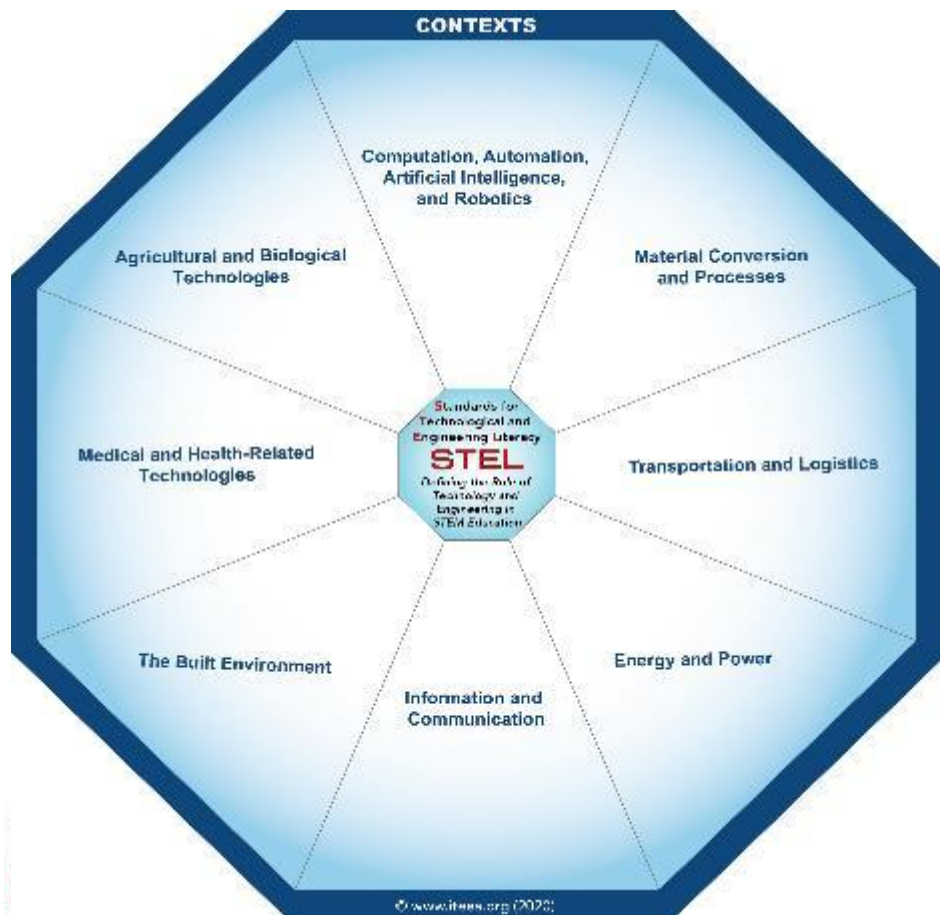 CONTEXTS
Computation, Automation,
Artificial Intelligence,
and Robotics
Agricultural and Biological
Technologies
Material Conversion
and Processes
Medical and Health-Related
Technologies
Standards for
Technological and
Engineering Literacy
STEL
Defining the Role of
Technology and
Engineering in
STEM Education
Transportation and Logistics
The Built Environment
Energy and Power
Information and
Communication
© www.iteea.org (2020)